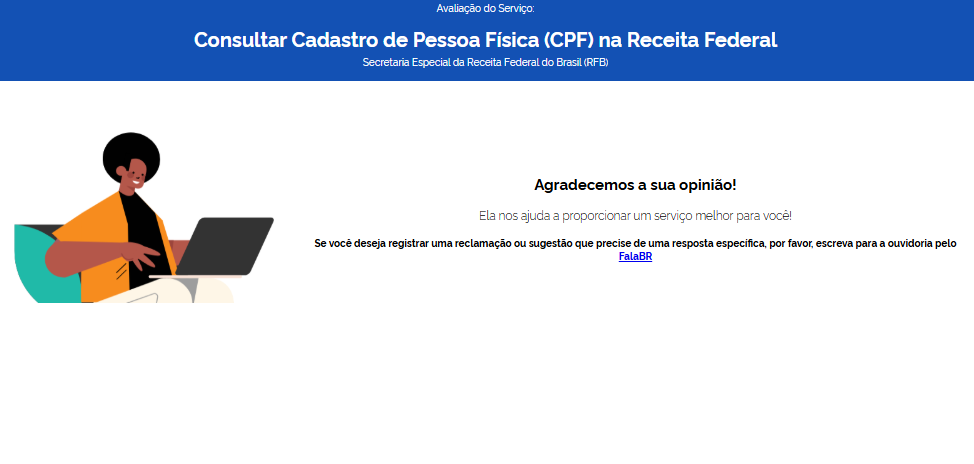 Avaliação do Serviço:
Consultar Cadastro de Pessoa Física (CPF) na Receita Federal
Secretaria Especial da Receita Federal do Brasil (RFB)
Agradecemos a sua opinião!
Ela nos ajuda a proporcionar um serviço melhor para você!
Se você deseja registrar uma reclamação ou sugestão que precise de uma resposta específica, por favor, escreva para a ouvidoria pelo
FalaBR